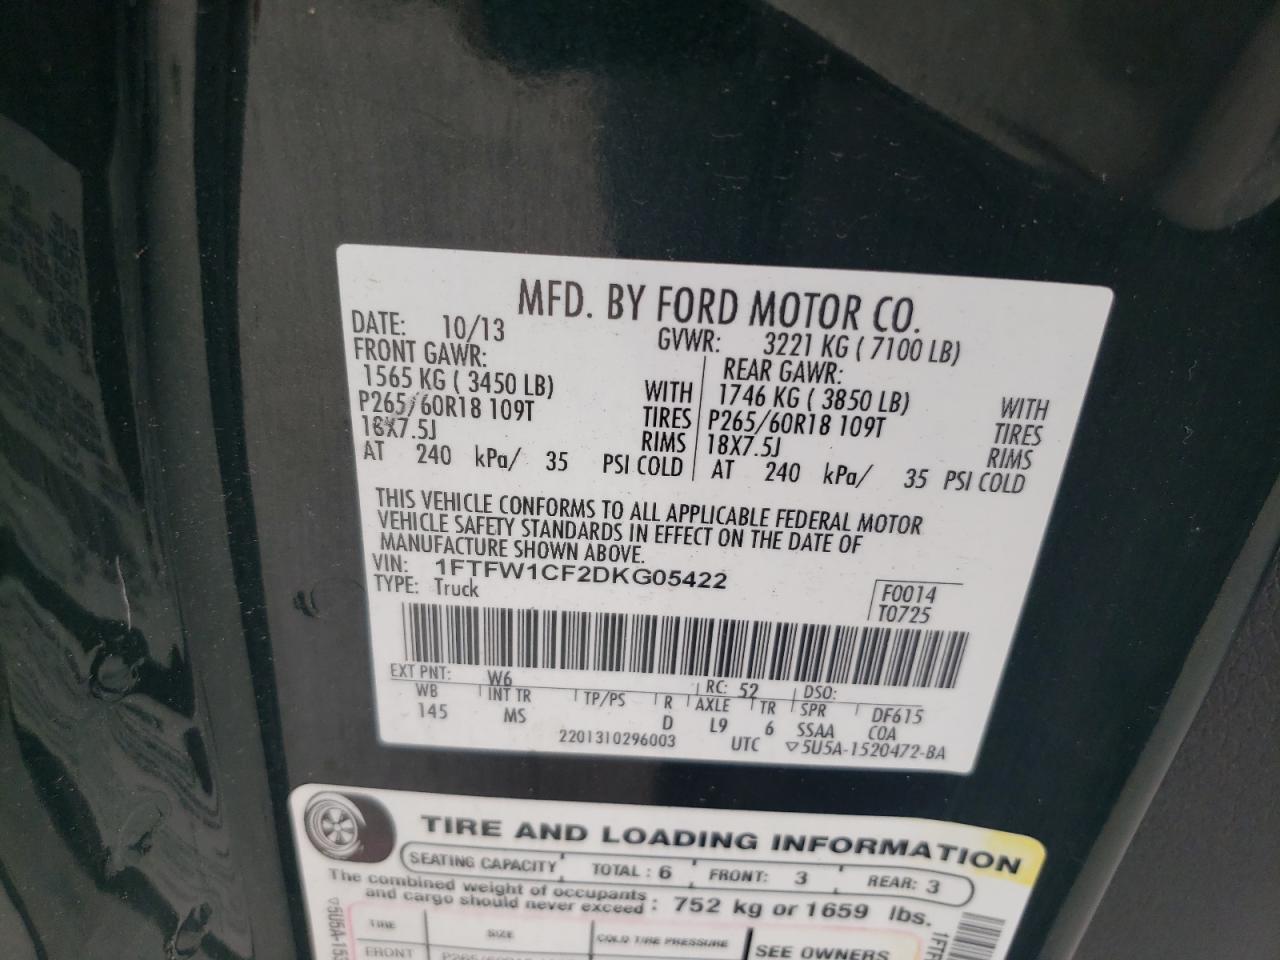 MFD. BY FORD MOTOR CO.
DATE: 10/13 GVWR: 3221 KG ( 7100 LB)
FRONT GAWR: REAR GAWR:
1565 KG ( 3450 LB) WITH 1746 KG ( 3850 LB) WITH
P265/60R18 109T TIRES P265/60R18 109T TIRES
18X7.5J RIMS 18X7.5J RIMS
AT 240 kPa/ 35 PSI COLD AT 240 kPa/ 35 PSI COLD
THIS VEHICLE CONFORMS TO ALL APPLICABLE FEDERAL MOTOR
VEHICLE SAFETY STANDARDS IN EFFECT ON THE DATE OF
MANUFACTURE SHOWN ABOVE.
VIN: 1FTFW1CF2DKG05422
TYPE: Truck
F0014
T0725
EXT PNT: W6 RC: 52 DSO:
WB INT TR TP/PS R AXLE TR SPR DF615
145 MS D L9 6 SSAA COA
2201310296003 UTC ▽5U5A-1520472-BA
TIRE AND LOADING INFORMATION
SEATING CAPACITY TOTAL : 6 FRONT: 3 REAR: 3
The combined weight of occupants
and cargo should never exceed : 752 kg or 1659 lbs.
TIRE SIZE COLD TIRE PRESSURE SEE OWNERS
FRONT